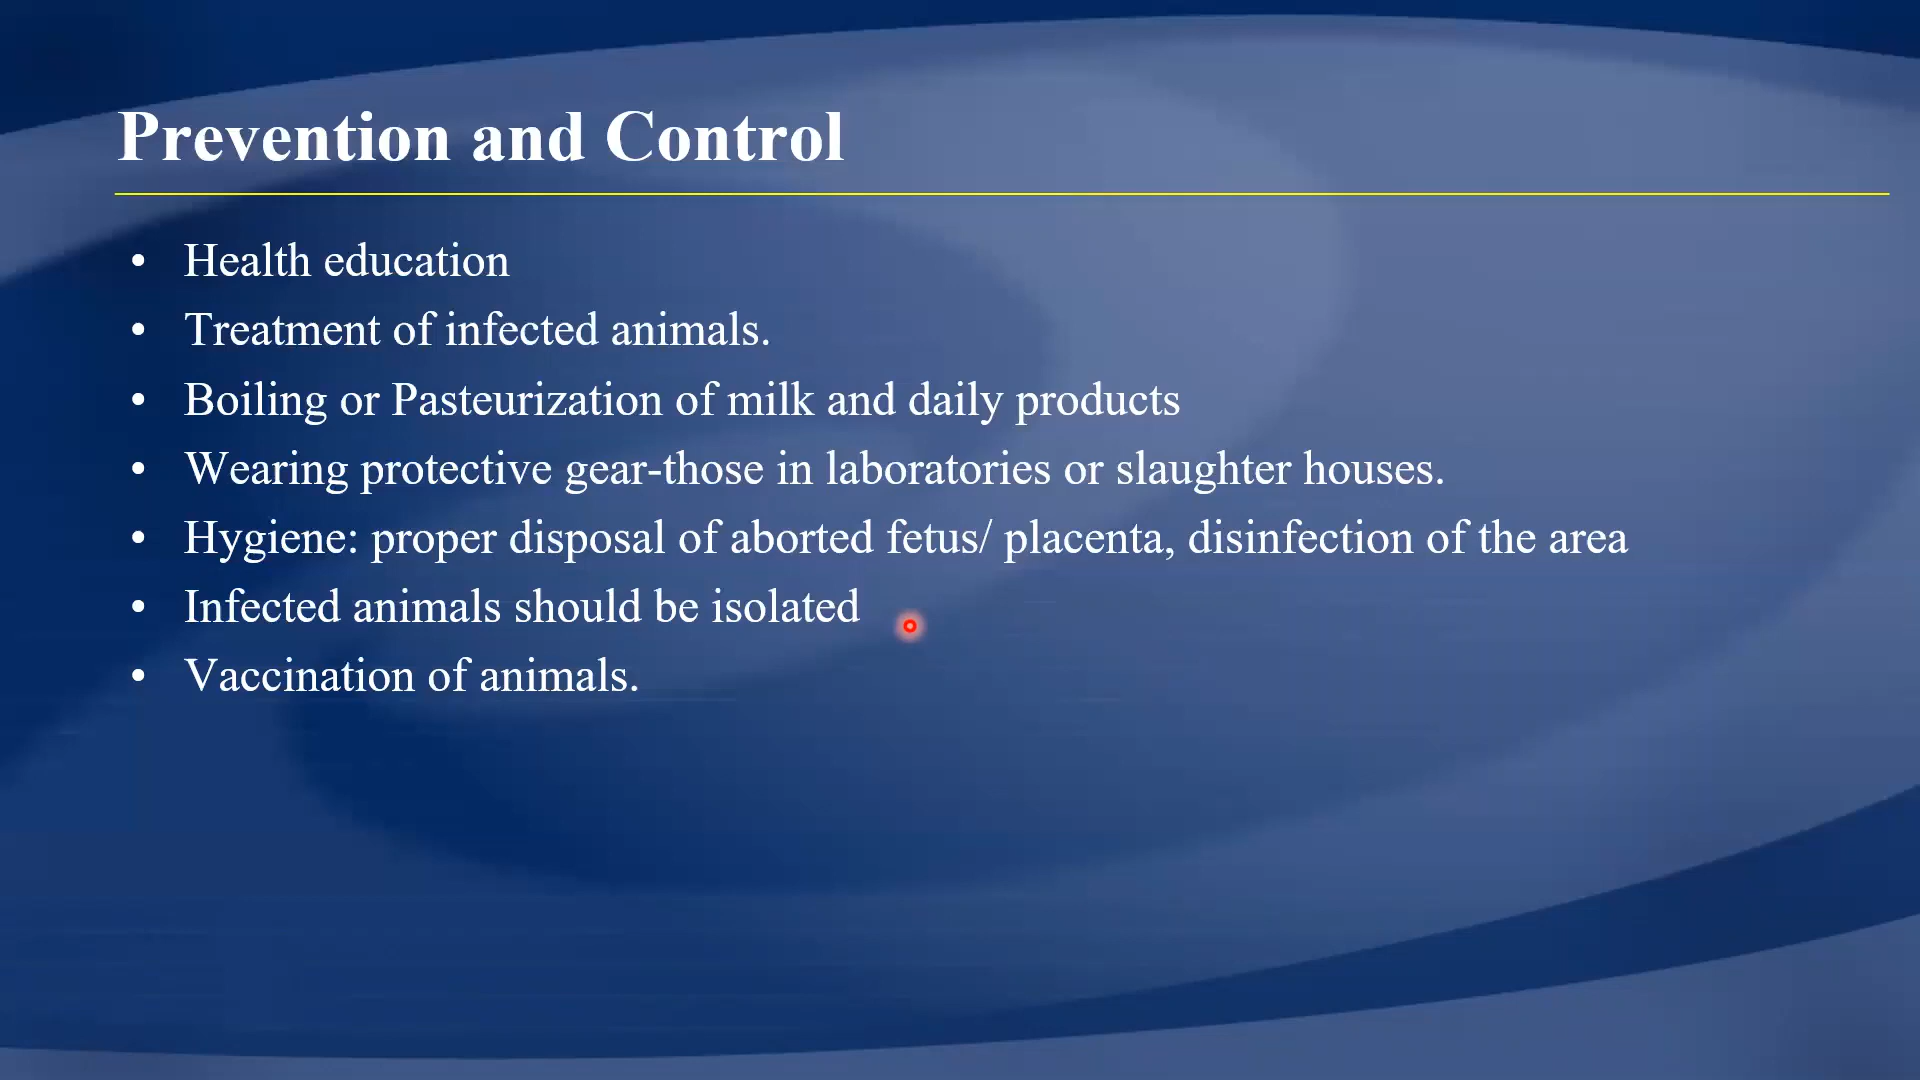 Prevention and Control
• Health education
• Treatment of infected animals.
• Boiling or Pasteurization of milk and daily products
• Wearing protective gear-those in laboratories or slaughter houses.
• Hygiene: proper disposal of aborted fetus/ placenta, disinfection of the area
• Infected animals should be isolated
• Vaccination of animals.